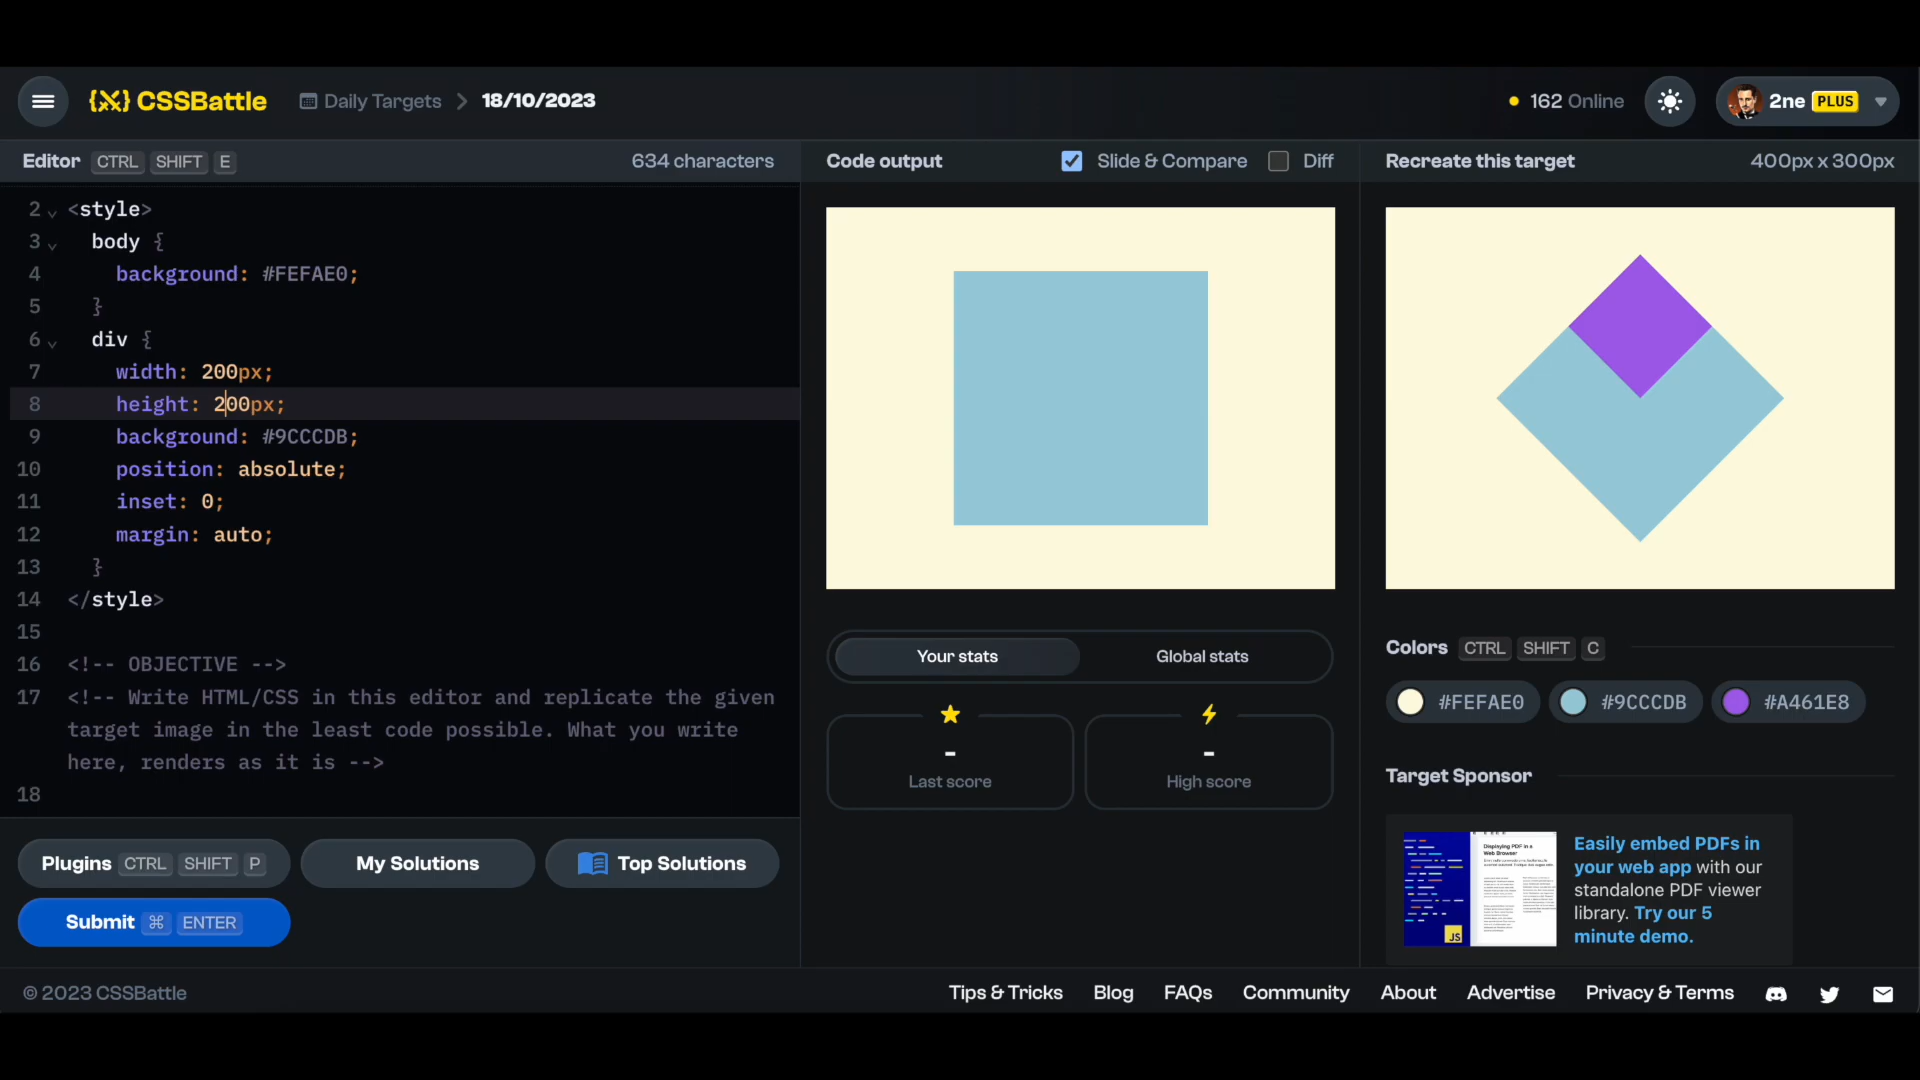 CSSBattle
Daily Targets
18/10/2023
162 Online
2ne PLUS
Editor CTRL SHIFT E
634 characters
2 <style>
3 body {
4 background: #FEFAE0;
5 }
6 div {
7 width: 200px;
8 height: 200px;
9 background: #9CCCDB;
10 position: absolute;
11 inset: 0;
12 margin: auto;
13 }
14 </style>
15
16 <!-- OBJECTIVE -->
17 <!-- Write HTML/CSS in this editor and replicate the given
target image in the least code possible. What you write
here, renders as it is -->
18
Plugins CTRL SHIFT P
My Solutions
Top Solutions
Submit ⌘ ENTER
Code output
Slide & Compare
Diff
Your stats
Global stats
-
Last score
-
High score
Recreate this target
400px x 300px
Colors CTRL SHIFT C
#FEFAE0
#9CCCDB
#A461E8
Target Sponsor
Displaying PDF in a
Web Browser
JS
Easily embed PDFs in
your web app with our
standalone PDF viewer
library. Try our 5
minute demo.
© 2023 CSSBattle
Tips & Tricks
Blog
FAQs
Community
About
Advertise
Privacy & Terms